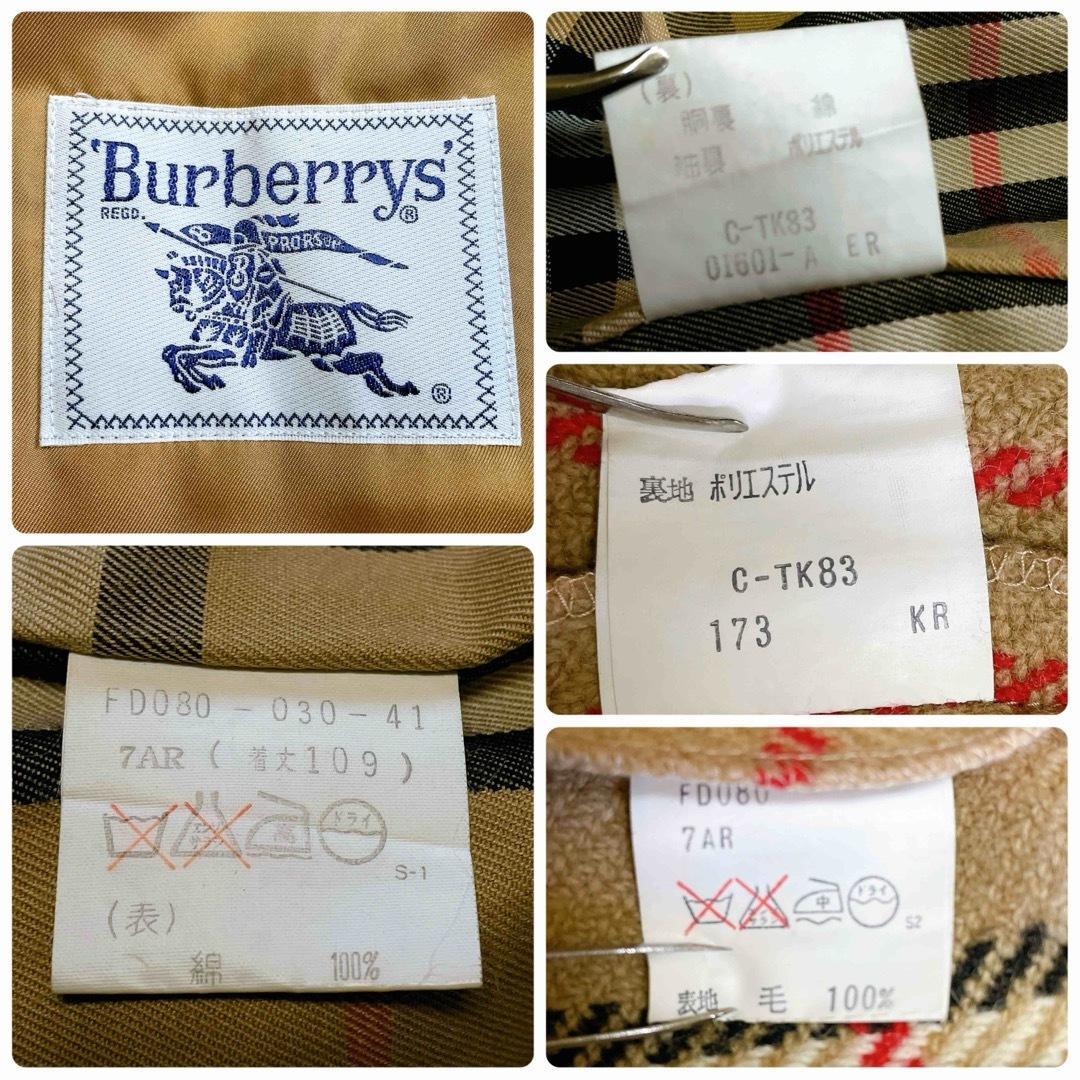 'Burberrys'
REGD.
®
PRORSUM
®
(裏)
胴裏 綿
袖裏 ポリエステル
C-TK83
01601-A ER
裏地 ポリエステル
C-TK83
173 KR
FD080-030-41
7AR (着丈109)
高 ドライ
S-1
(表)
綿 100%
FD080
7AR
中 ドライ
S2
表地 毛 100%